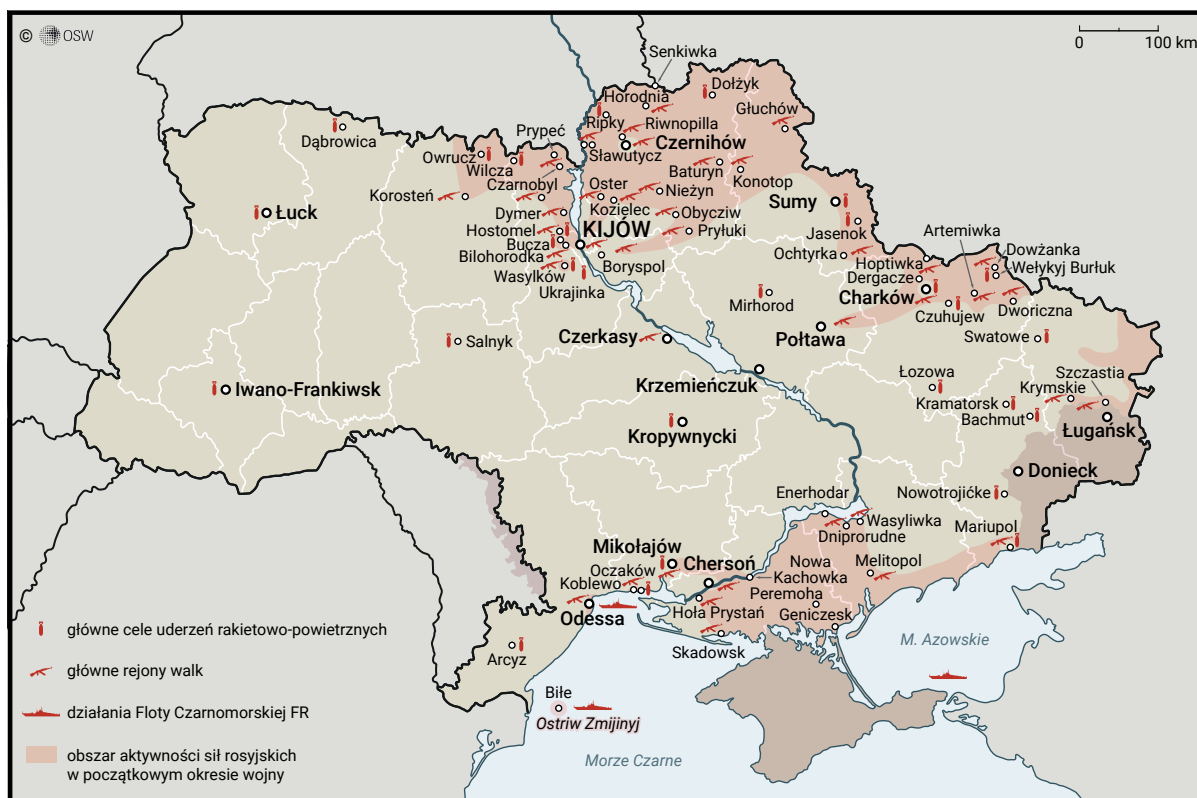 © OSW
0 100 km
Senkiwka
Dołżyk
Horodnia
Głuchów
Ripky
Riwnopilla
Dąbrowica
Prypeć
Czernihów
Owrucz
Sławutycz
Wilcza
Baturyn
Czarnobyl
Konotop
Korosteń
Oster
Nieżyn
Łuck
Sumy
Kozielec
Dymer
Obycziw
Hostomel
KIJÓW
Jasenok
Artemiwka
Pryłuki
Bucza
Dowżanka
Bilohorodka
Ochtyrka
Hoptiwka
Wełykyj Burłuk
Boryspol
Dergacze
Wasylków
Ukrajinka
Mirhorod
Charków
Czuhujew
Dworiczna
Połtawa
Swatowe
Salnyk
Czerkasy
Szczastia
Łozowa
Krymskie
Iwano-Frankiwsk
Krzemieńczuk
Kramatorsk
Bachmut
Ługańsk
Kropywnycki
Donieck
Enerhodar
Nowotrojićke
Wasyliwka
Mariupol
Dniprorudne
Mikołajów
Chersoń
Nowa
Kachowka
Melitopol
Oczaków
Koblewo
Peremoha
Hoła Prystań
Geniczesk
Odessa
Skadowsk
M. Azowskie
Arcyz
Biłe
Ostriw Zmijinyj
Morze Czarne
główne cele uderzeń rakietowo-powietrznych
główne rejony walk
działania Floty Czarnomorskiej FR
obszar aktywności sił rosyjskich
w początkowym okresie wojny